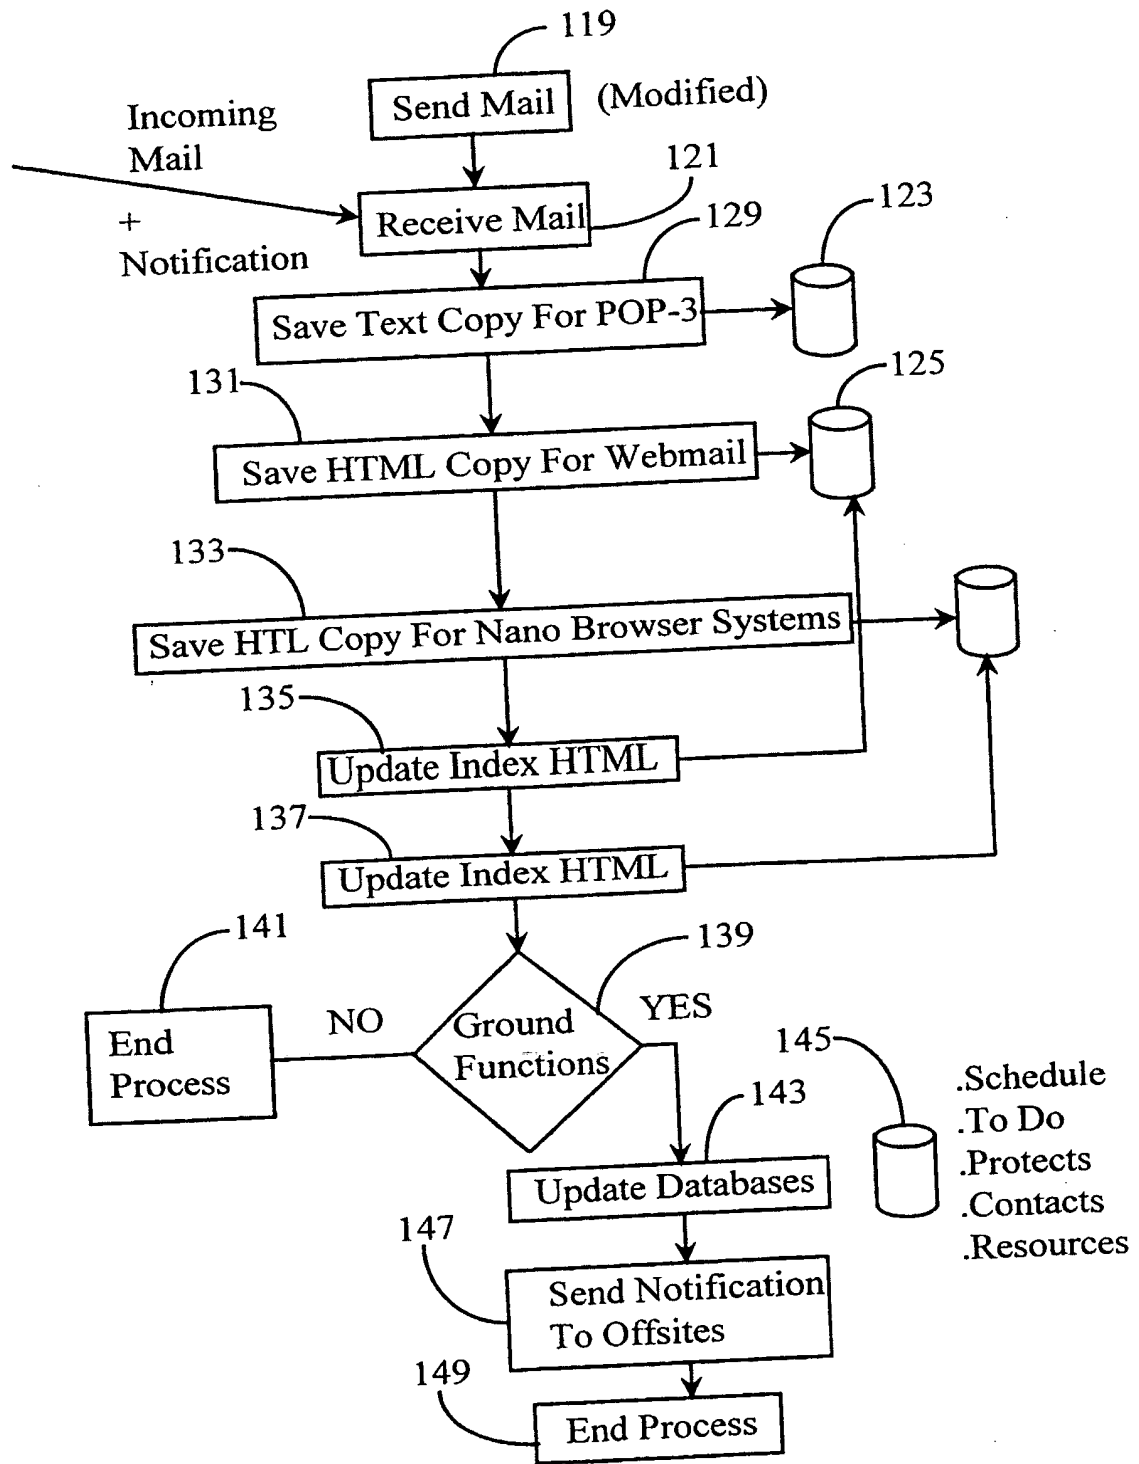 119
Send Mail
(Modified)
Incoming
Mail
+
Notification
121
Receive Mail
129
123
Save Text Copy For POP-3
131
125
Save HTML Copy For Webmail
133
Save HTL Copy For Nano Browser Systems
135
Update Index HTML
137
Update Index HTML
141
139
End
Process
NO
Ground
Functions
YES
145
.Schedule
.To Do
.Protects
.Contacts
.Resources
143
Update Databases
147
Send Notification
To Offsites
149
End Process